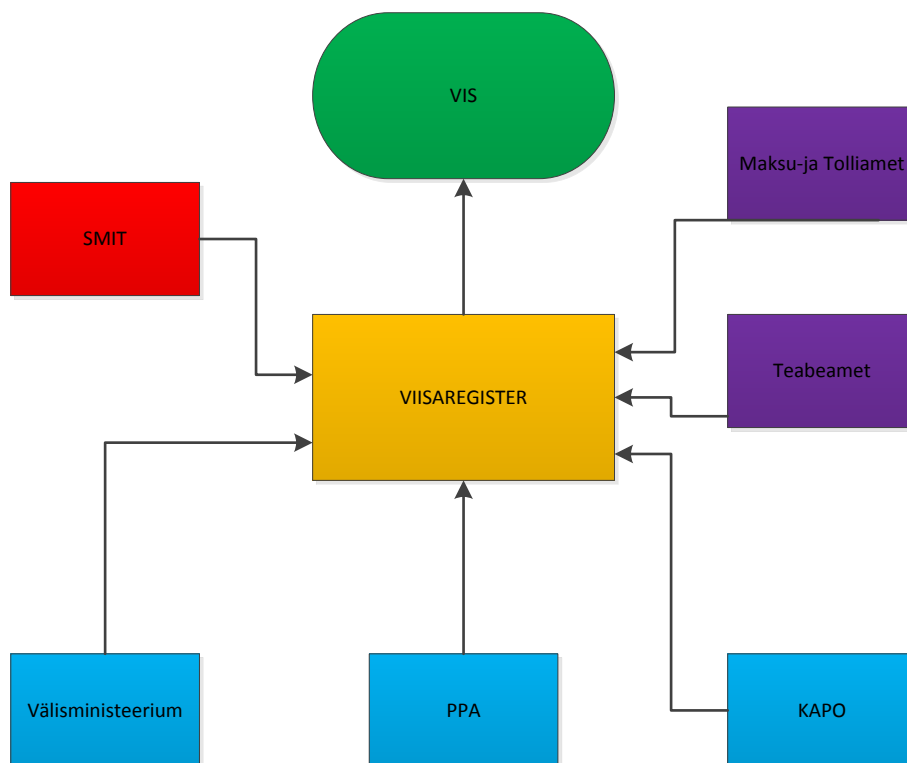 VIS
Maksu-ja Tolliamet
SMIT
Teabeamet
VIISAREGISTER
Välisministeerium
PPA
KAPO